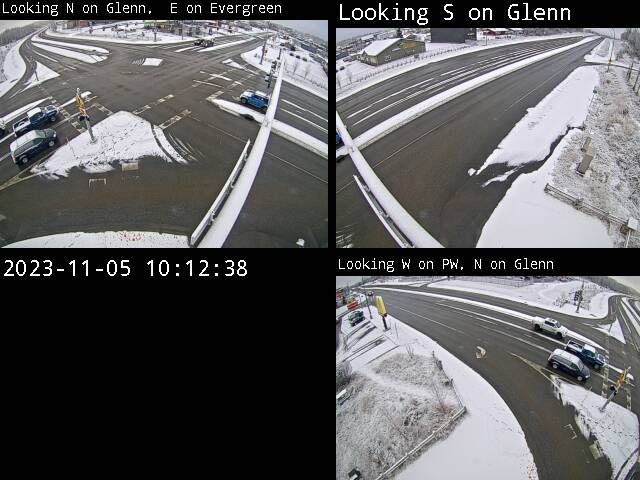 Looking N on Glenn, E on Evergreen
Looking S on Glenn
2023-11-05 10:12:38
Looking W on PW, N on Glenn